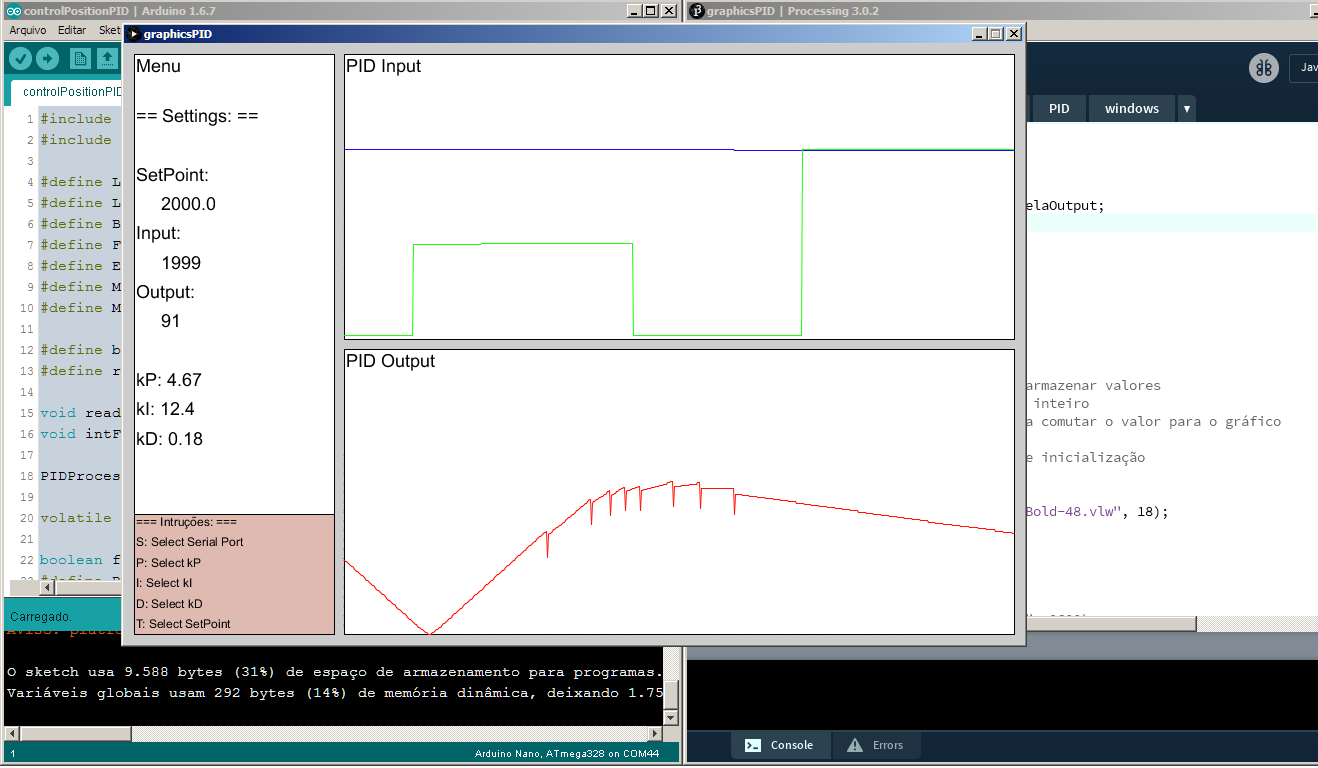 controlPositionPID | Arduino 1.6.7
Arquivo Editar Sket
controlPositionPID
1 #include
2 #include
3
4 #define L
5 #define L
6 #define B
7 #define F
8 #define E
9 #define M
10 #define M
11
12 #define b
13 #define r
14
15 void read
16 void intF
17
18 PIDProces
19
20 volatile
21
22 boolean f
Carregado.
O sketch usa 9.588 bytes (31%) de espaço de armazenamento para programas.
Variáveis globais usam 292 bytes (14%) de memória dinâmica, deixando 1.75
1
Arduino Nano, ATmega328 on COM44
graphicsPID
Menu
== Settings: ==
SetPoint:
2000.0
Input:
1999
Output:
91
kP: 4.67
kI: 12.4
kD: 0.18
=== Intruções: ===
S: Select Serial Port
P: Select kP
I: Select kI
D: Select kD
T: Select SetPoint
PID Input
PID Output
graphicsPID | Processing 3.0.2
Jav
PID windows
elaOutput;
armazenar valores
inteiro
a comutar o valor para o gráfico
e inicialização
Bold-48.vlw", 18);
Console Errors